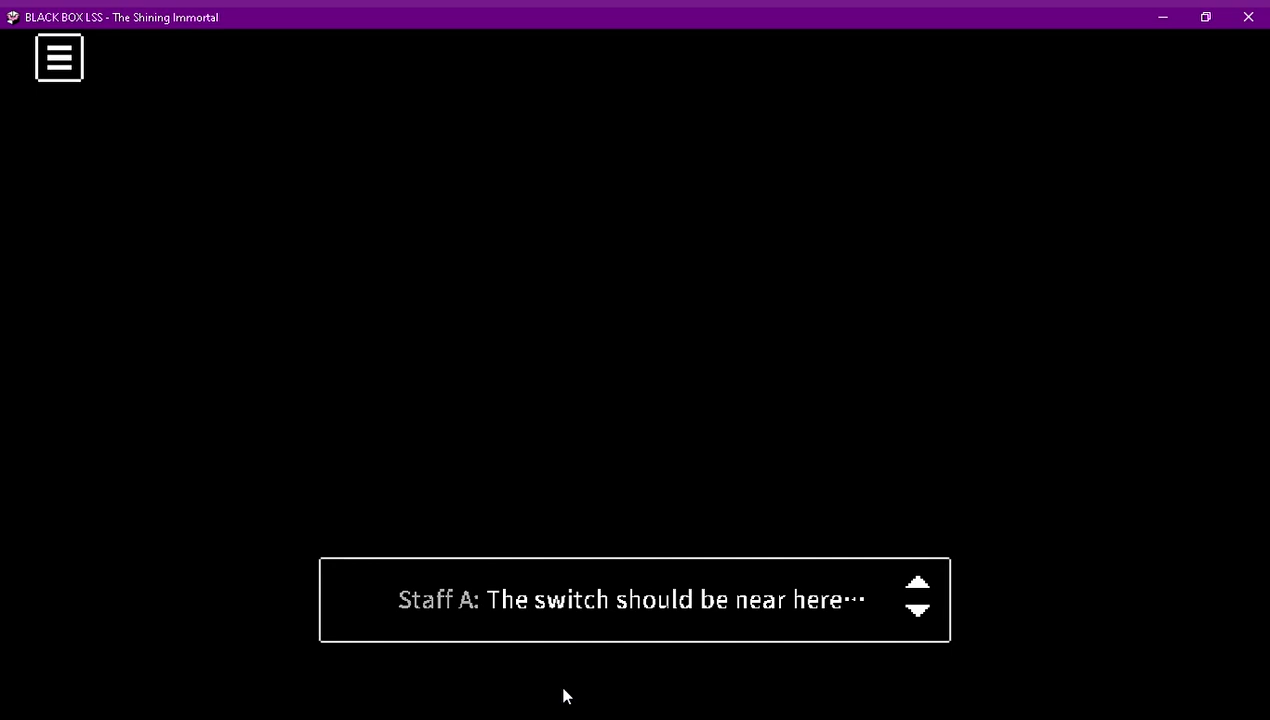 BLACK BOX LSS - The Shining Immortal
Staff A: The switch should be near here…